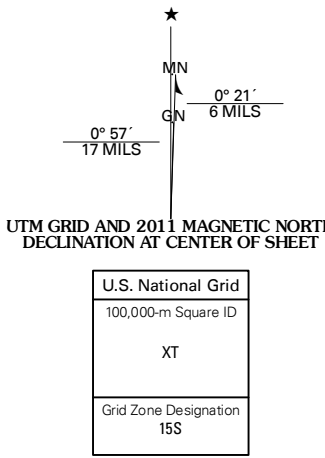 ★
MN
0° 21´
6 MILS
GN
0° 57´
17 MILS
UTM GRID AND 2011 MAGNETIC NORTH
DECLINATION AT CENTER OF SHEET
U.S. National Grid
100,000-m Square ID
XT
Grid Zone Designation
15S